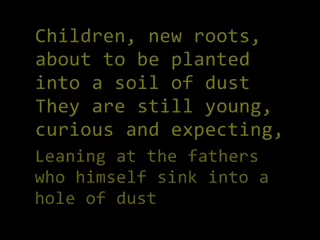 Children, new roots,
about to be planted
into a soil of dust
They are still young,
curious and expecting,
Leaning at the fathers
who himself sink into a
hole of dust